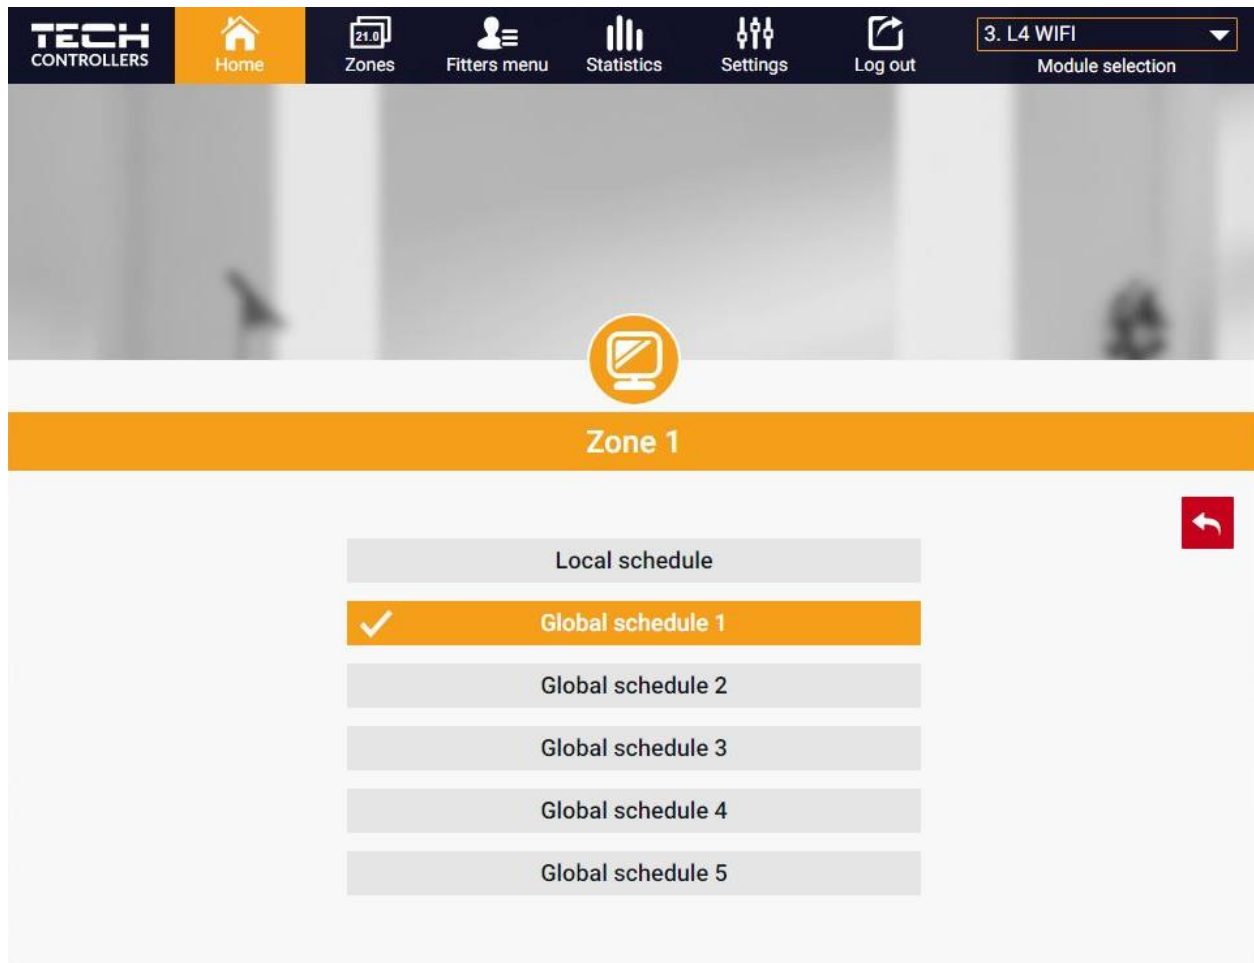 TECH
CONTROLLERS
Home
21.0
Zones
Fitters menu
Statistics
Settings
Log out
3. L4 WIFI
Module selection
Zone 1
Local schedule
Global schedule 1
Global schedule 2
Global schedule 3
Global schedule 4
Global schedule 5